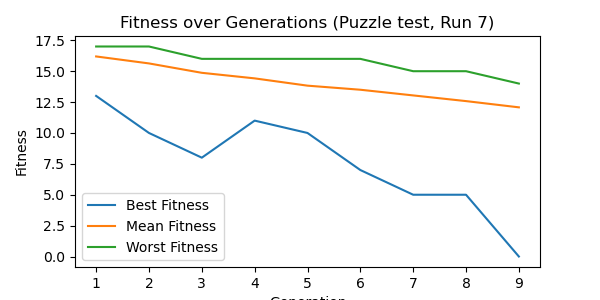 Fitness over Generations (Puzzle test, Run 7)
17.5
15.0
12.5
10.0
7.5
5.0
2.5
0.0
Fitness
Best Fitness
Mean Fitness
Worst Fitness
1 2 3 4 5 6 7 8 9
Generation